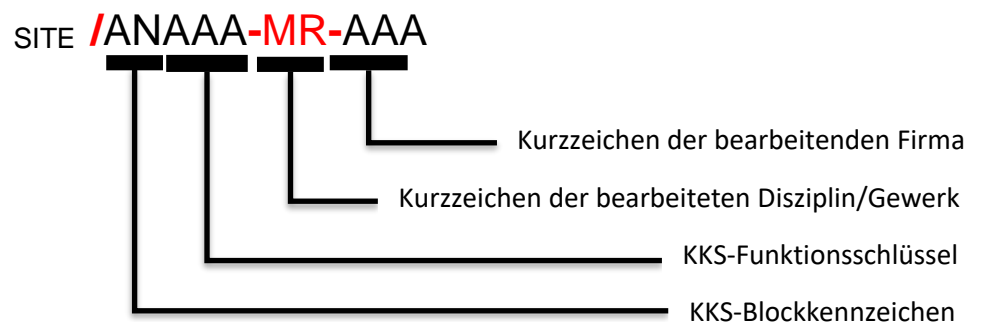 SITE /ANAAA-MR-AAA
Kurzzeichen der bearbeitenden Firma
Kurzzeichen der bearbeiteten Disziplin/Gewerk
KKS-Funktionsschlüssel
KKS-Blockkennzeichen